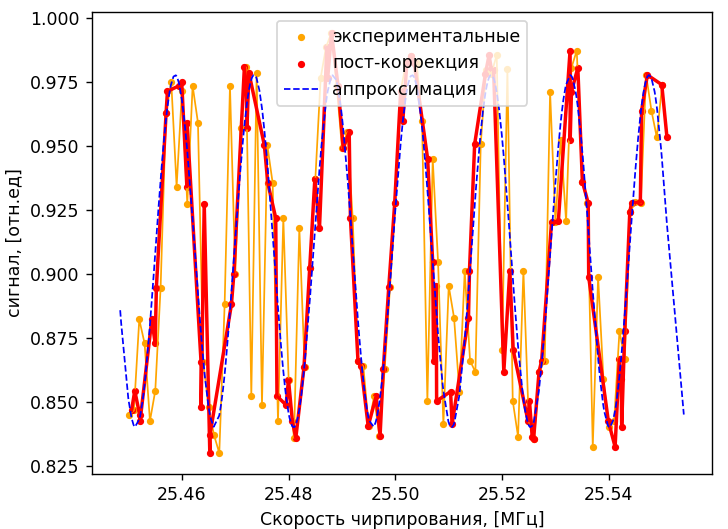 экспериментальные
пост-коррекция
аппроксимация
1.000
0.975
0.950
0.925
0.900
0.875
0.850
0.825
сигнал, [отн.ед]
25.46 25.48 25.50 25.52 25.54
Скорость чирпирования, [МГц]